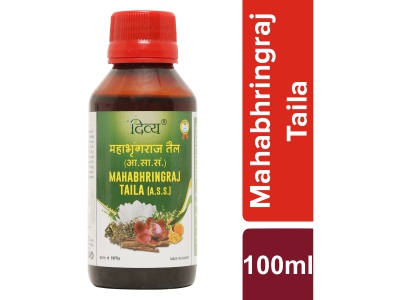 दिव्य®
महाभृंगराज तैल
(आ.सा.सं.)
MAHABHRINGRAJ
TAILA (A.S.S.)
Mahabhringraj
Taila
100ml